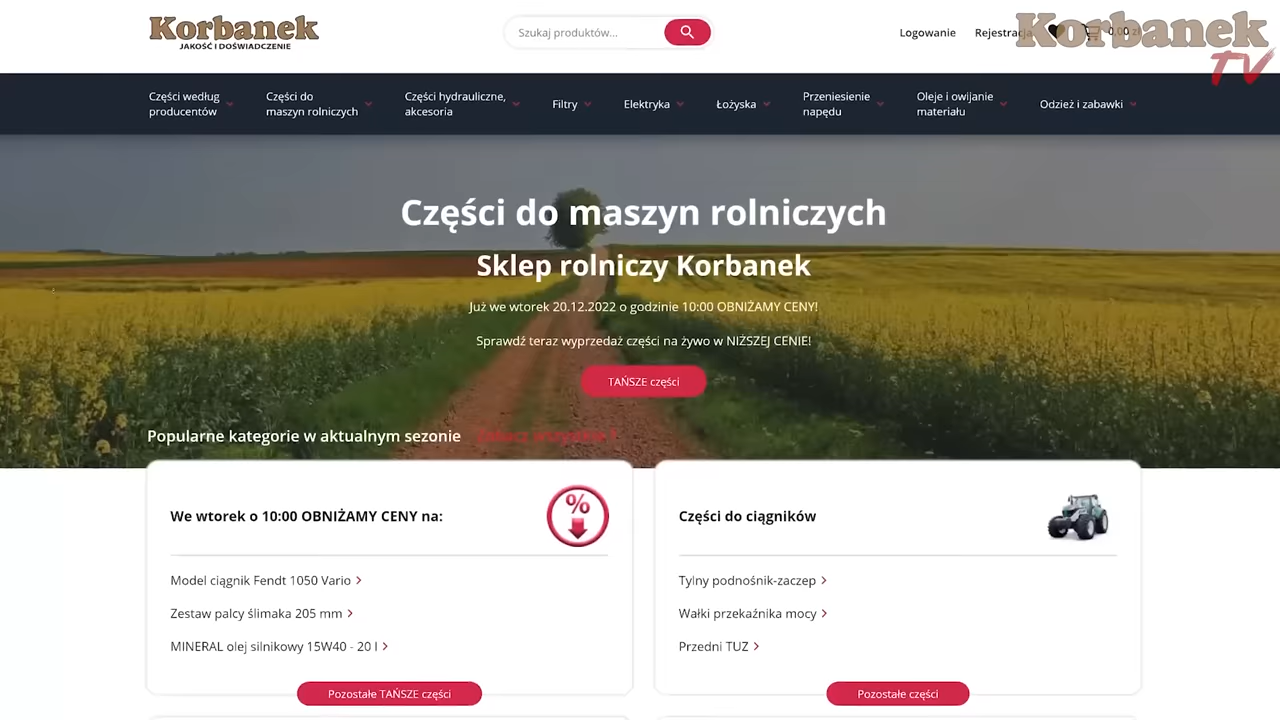 Korbanek
JAKOŚĆ I DOŚWIADCZENIE
Szukaj produktów...
Logowanie
Rejestracja
0,00 zł
Korbanek
TV
Części według
producentów
Części do
maszyn rolniczych
Części hydrauliczne,
akcesoria
Filtry
Elektryka
Łożyska
Przeniesienie
napędu
Oleje i owijanie
materiału
Odzież i zabawki
Części do maszyn rolniczych
Sklep rolniczy Korbanek
Już we wtorek 20.12.2022 o godzinie 10:00 OBNIŻAMY CENY!
Sprawdź teraz wyprzedaż części na żywo w NIŻSZEJ CENIE!
TAŃSZE części
Popularne kategorie w aktualnym sezonie Zobacz wszystkie
We wtorek o 10:00 OBNIŻAMY CENY na:
%
Model ciągnik Fendt 1050 Vario
Zestaw palcy ślimaka 205 mm
MINERAL olej silnikowy 15W40 - 20 l
Pozostałe TAŃSZE części
Części do ciągników
Tylny podnośnik-zaczep
Wałki przekaźnika mocy
Przedni TUZ
Pozostałe części